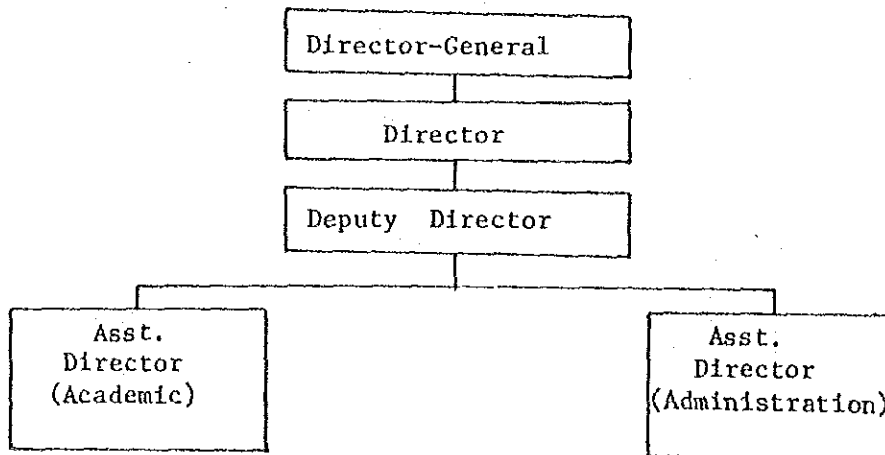 Director-General
Director
Deputy Director
Asst.
Director
(Academic)
Asst.
Director
(Administration)